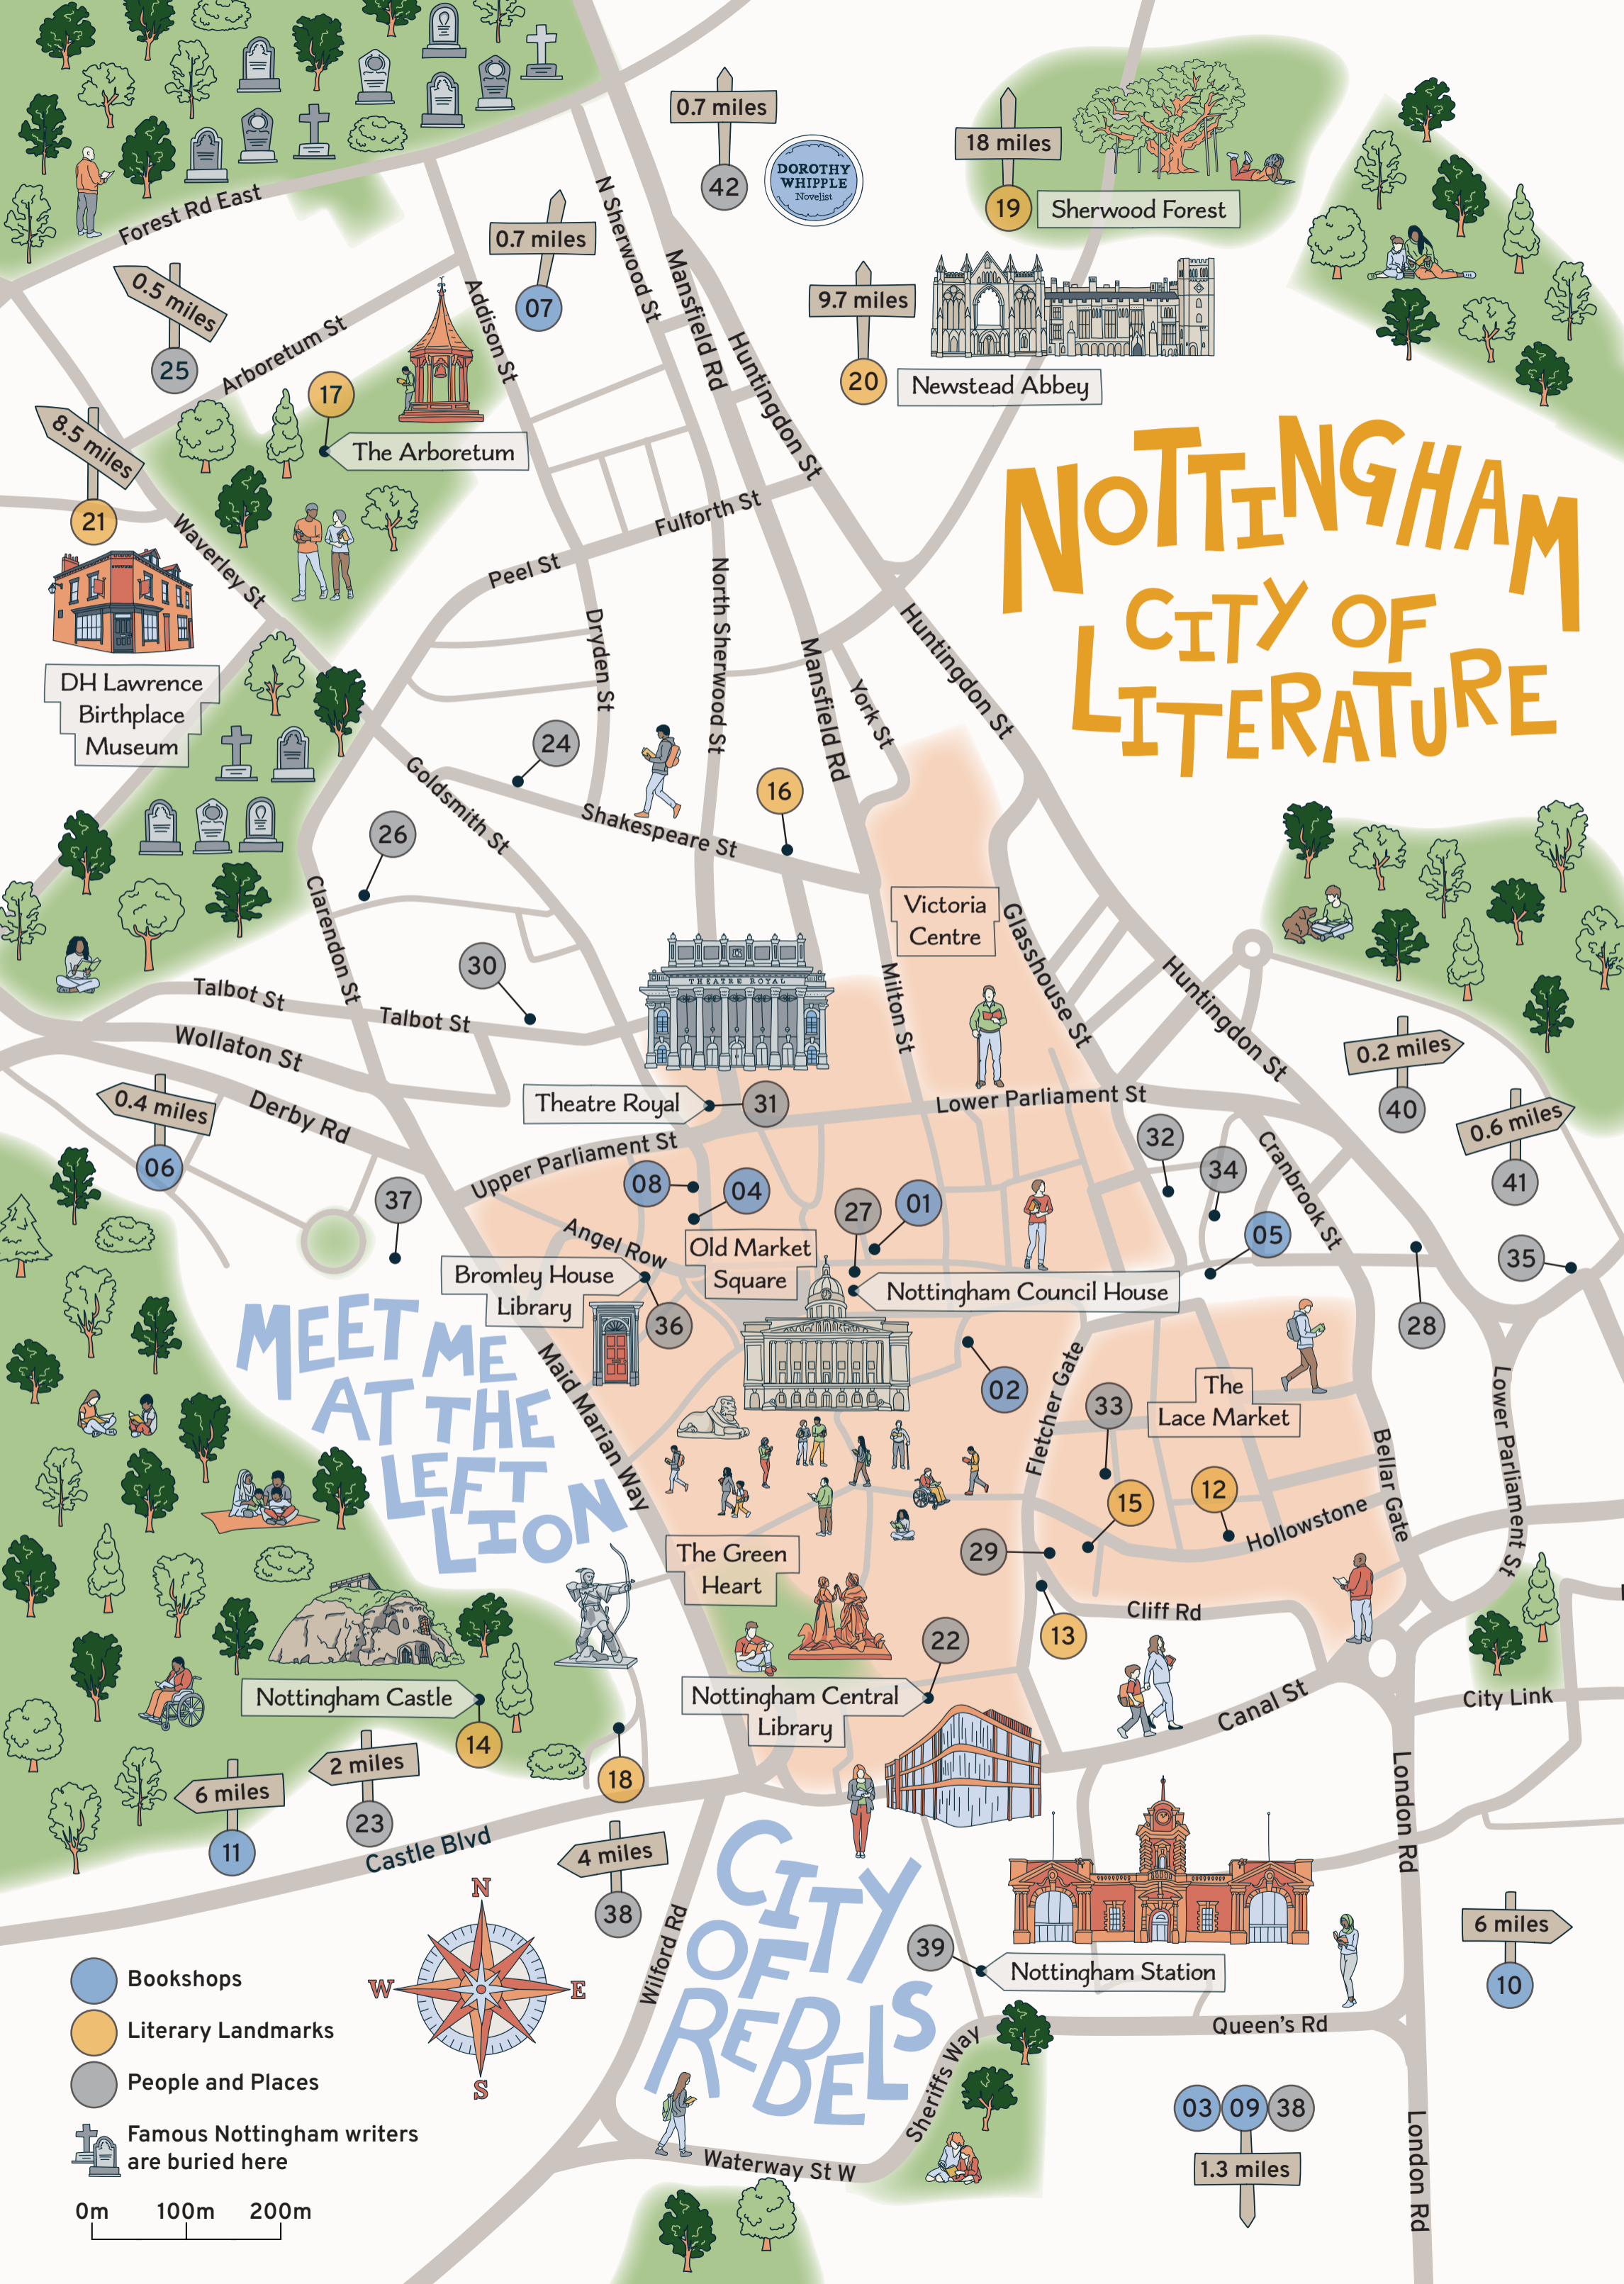 0.7 miles
42
DOROTHY
WHIPPLE
Novelist
18 miles
19
Sherwood Forest
Forest Rd East
N Sherwood St
0.7 miles
07
Mansfield Rd
0.5 miles
25
Addison St
9.7 miles
20
Newstead Abbey
Huntingdon St
Arboretum St
17
The Arboretum
8.5 miles
21
NOTTINGHAM
CITY OF
LITERATURE
Waverley St
Fulforth St
Peel St
DH Lawrence
Birthplace
Museum
Dryden St
North Sherwood St
Mansfield Rd
York St
Huntingdon St
24
Goldsmith St
16
Shakespeare St
26
Clarendon St
Victoria
Centre
Glasshouse St
30
THEATRE ROYAL
Milton St
Huntingdon St
Talbot St
Talbot St
Wollaston St
Derby Rd
0.4 miles
06
Theatre Royal
31
Lower Parliament St
0.2 miles
40
0.6 miles
41
Upper Parliament St
32
34
Cranbrook St
37
08
04
27
01
05
35
Angel Row
Old Market
Square
Bromley House
Library
36
Nottingham Council House
28
MEET ME
AT THE
LEFT
LION
Maid Marian Way
02
Fletcher Gate
33
The
Lace Market
Bellar Gate
Lower Parliament St
15
12
Hollowstone
29
The Green
Heart
13
Cliff Rd
22
Nottingham Castle
14
Nottingham Central
Library
Canal St
City Link
18
2 miles
23
6 miles
11
Castle Blvd
4 miles
38
London Rd
CITY
OF
REBELS
Wilford Rd
39
Nottingham Station
6 miles
10
N
W
E
S
Bookshops
Literary Landmarks
People and Places
Famous Nottingham writers
are buried here
0m 100m 200m
Queen's Rd
Sheriffs Way
Waterway St W
03 09 38
1.3 miles
London Rd